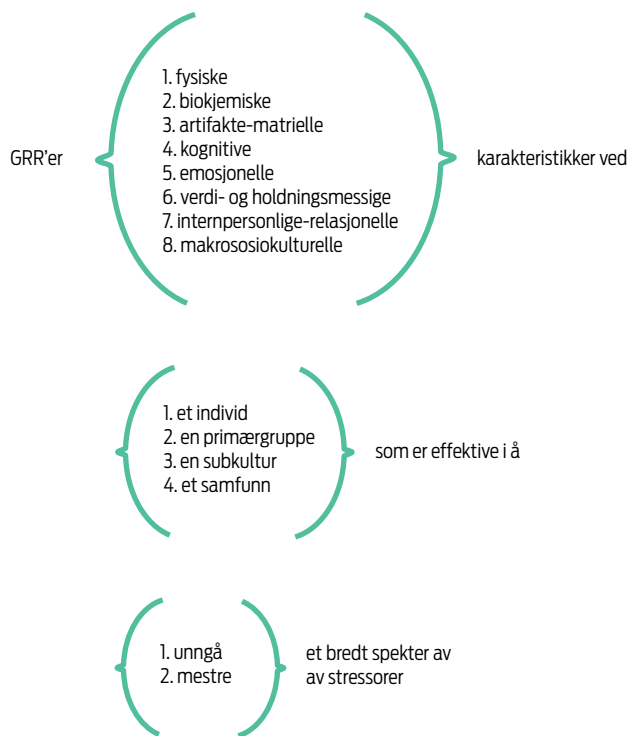 GRR’er
1. fysiske
2. biokjemiske
3. artifakte-matrielle
4. kognitive
5. emosjonelle
6. verdi- og holdningsmessige
7. internpersonlige-relasjonelle
8. makrososiokulturelle
karakteristikker ved
1. et individ
2. en primærgruppe
3. en subkultur
4. et samfunn
som er effektive i å
1. unngå
2. mestre
et bredt spekter av
av stressorer